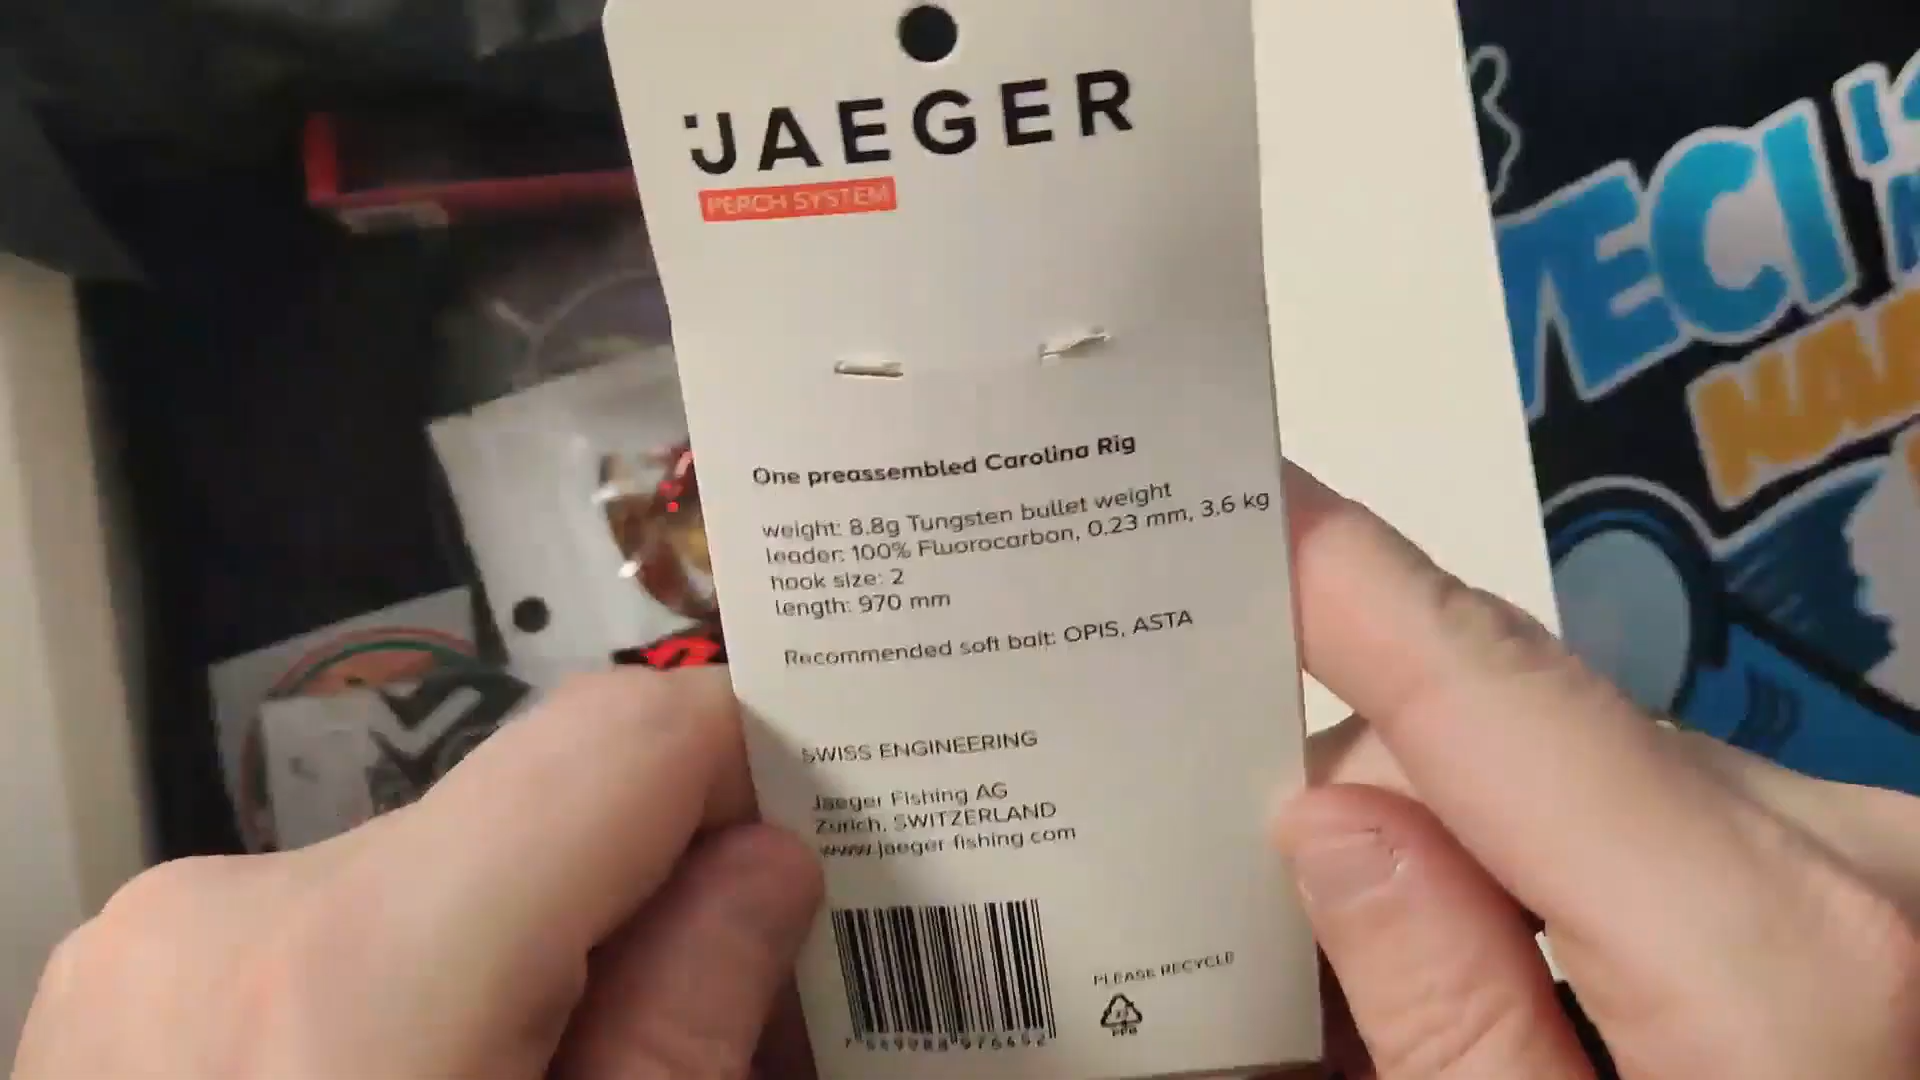 JAEGER
PERCH SYSTEM
One preassembled Carolina Rig
weight: 8.8g Tungsten bullet weight
leader: 100% Fluorocarbon, 0.23 mm, 3.6 kg
hook size: 2
length: 970 mm
Recommended soft bait: OPIS, ASTA
SWISS ENGINEERING
Jaeger Fishing AG
Zurich, SWITZERLAND
www.jaeger-fishing.com
PLEASE RECYCLE
VECI